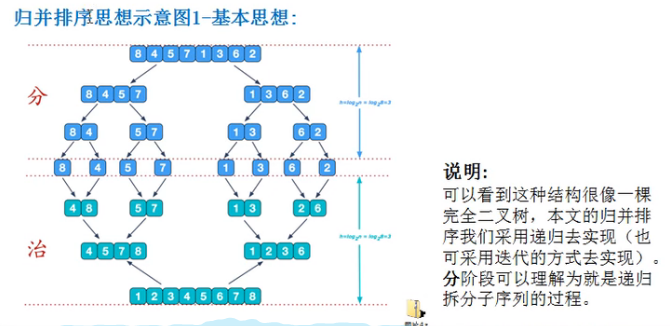 归并排序思想示意图1-基本思想:
8 4 5 7 1 3 6 2
分
8 4 5 7 1 3 6 2
8 4 5 7 1 3 6 2
8 4 5 7 1 3 6 2
4 8 5 7 1 3 2 6
治
4 5 7 8 1 2 3 6
1 2 3 4 5 6 7 8
说明:
可以看到这种结构很像一棵
完全二叉树，本文的归并排
序我们采用递归去实现（也
可采用迭代的方式去实现）。
分阶段可以理解为就是递归
拆分子序列的过程。